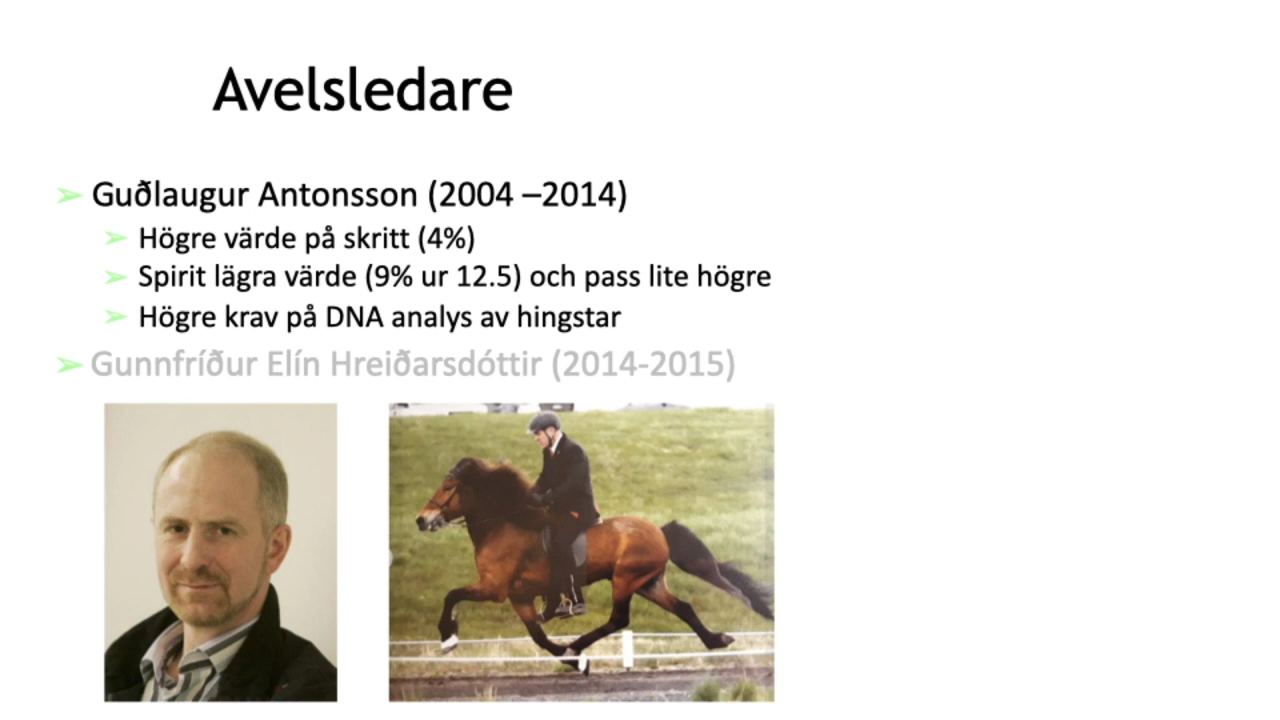 Avelsledare
➢ Guðlaugur Antonsson (2004 –2014)
➢ Högre värde på skritt (4%)
➢ Spirit lägra värde (9% ur 12.5) och pass lite högre
➢ Högre krav på DNA analys av hingstar
➢ Gunnfríður Elín Hreiðarsdóttir (2014-2015)